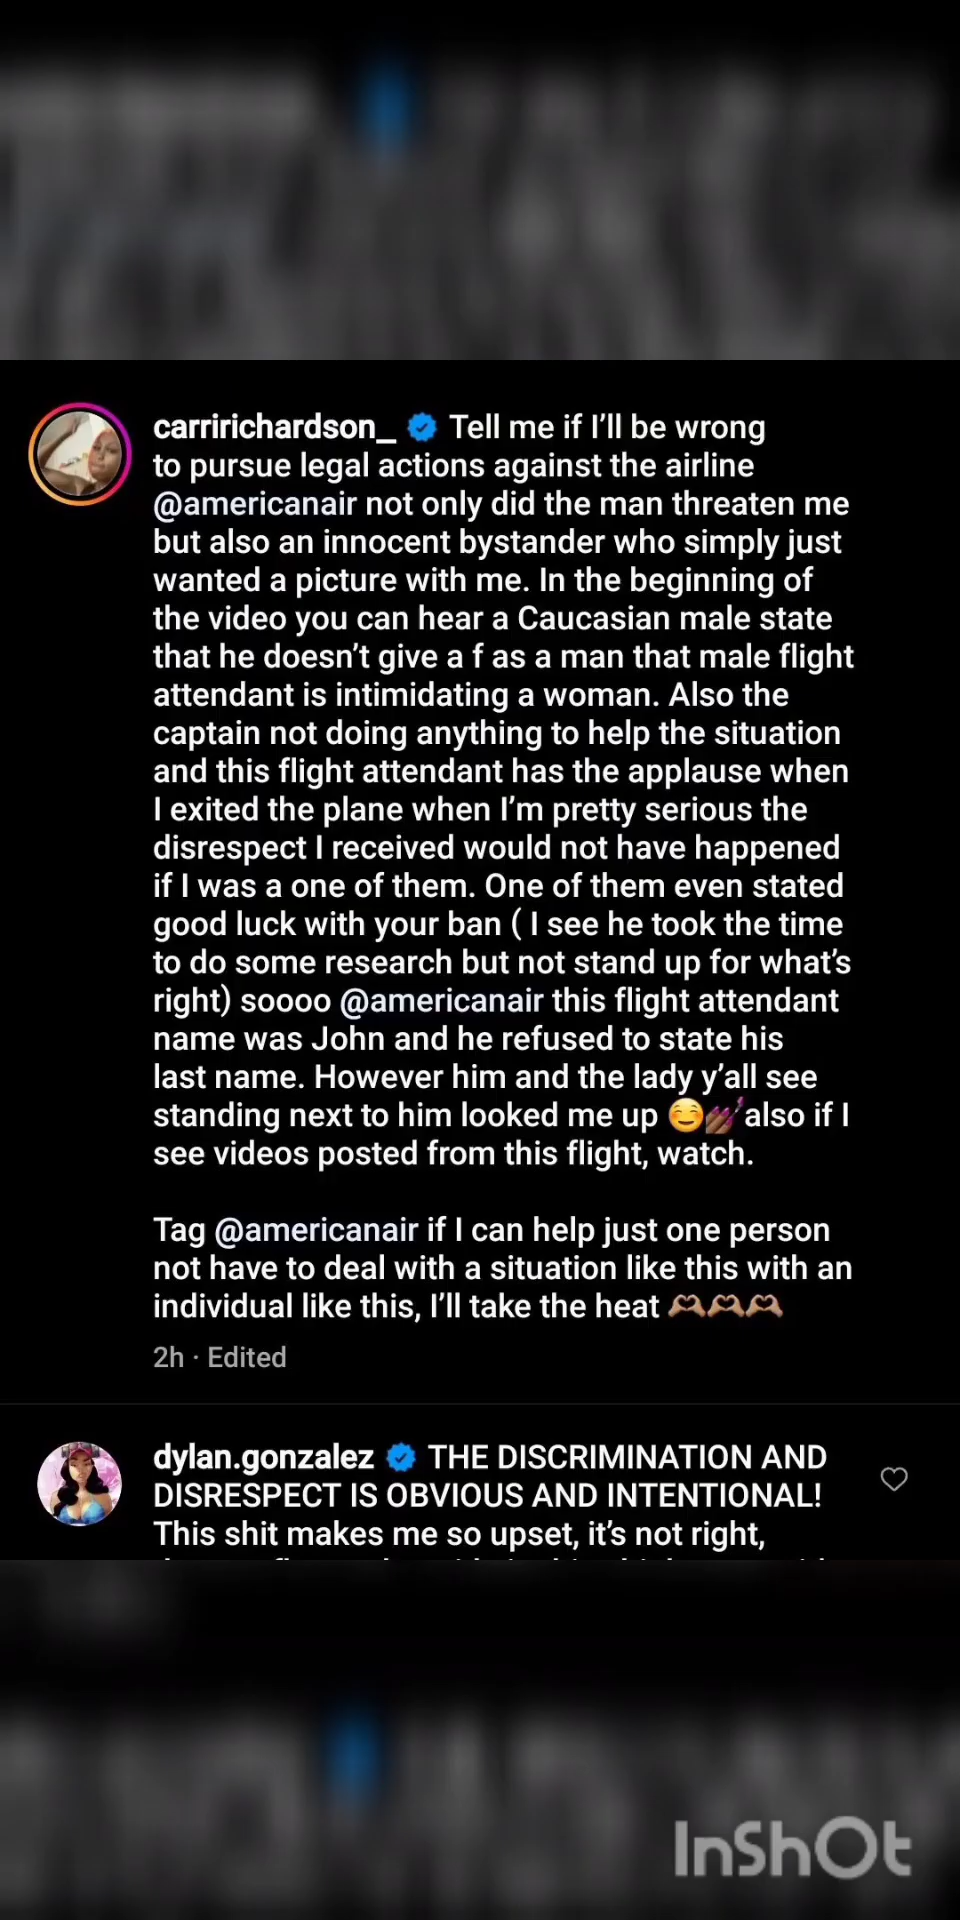 carririchardson_ Tell me if I'll be wrong
to pursue legal actions against the airline
@americanair not only did the man threaten me
but also an innocent bystander who simply just
wanted a picture with me. In the beginning of
the video you can hear a Caucasian male state
that he doesn't give a f as a man that male flight
attendant is intimidating a woman. Also the
captain not doing anything to help the situation
and this flight attendant has the applause when
I exited the plane when I'm pretty serious the
disrespect I received would not have happened
if I was a one of them. One of them even stated
good luck with your ban ( I see he took the time
to do some research but not stand up for what's
right) soooo @americanair this flight attendant
name was John and he refused to state his
last name. However him and the lady y'all see
standing next to him looked me up ☺️💅🏾also if I
see videos posted from this flight, watch.
Tag @americanair if I can help just one person
not have to deal with a situation like this with an
individual like this, I'll take the heat 🫶🏽🫶🏽🫶🏽
2h · Edited
dylan.gonzalez THE DISCRIMINATION AND
DISRESPECT IS OBVIOUS AND INTENTIONAL!
This shit makes me so upset, it's not right,
InShOt